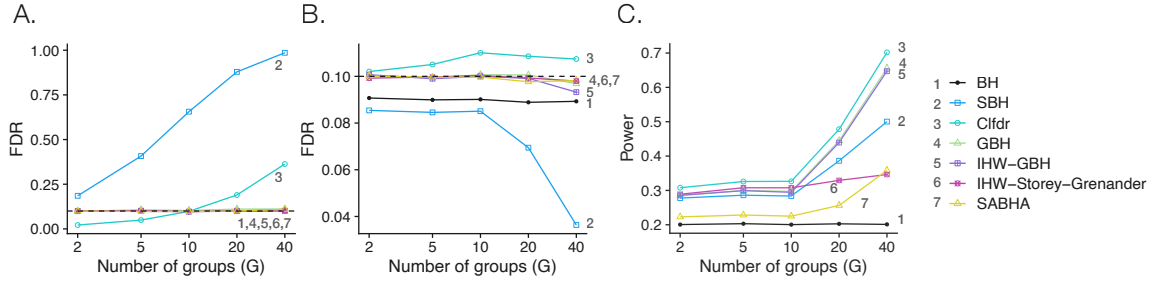 A.
FDR
1.00
0.75
0.50
0.25
0.00
2
3
1,4,5,6,7
2 5 10 20 40
Number of groups (G)
B.
FDR
0.10
0.08
0.06
0.04
3
4,6,7
5
1
2
2 5 10 20 40
Number of groups (G)
C.
Power
0.7
0.6
0.5
0.4
0.3
0.2
3
4
5
2
6
7
1
2 5 10 20 40
Number of groups (G)
1 BH
2 SBH
3 Clfdr
4 GBH
5 IHW-GBH
6 IHW-Storey-Grenander
7 SABHA